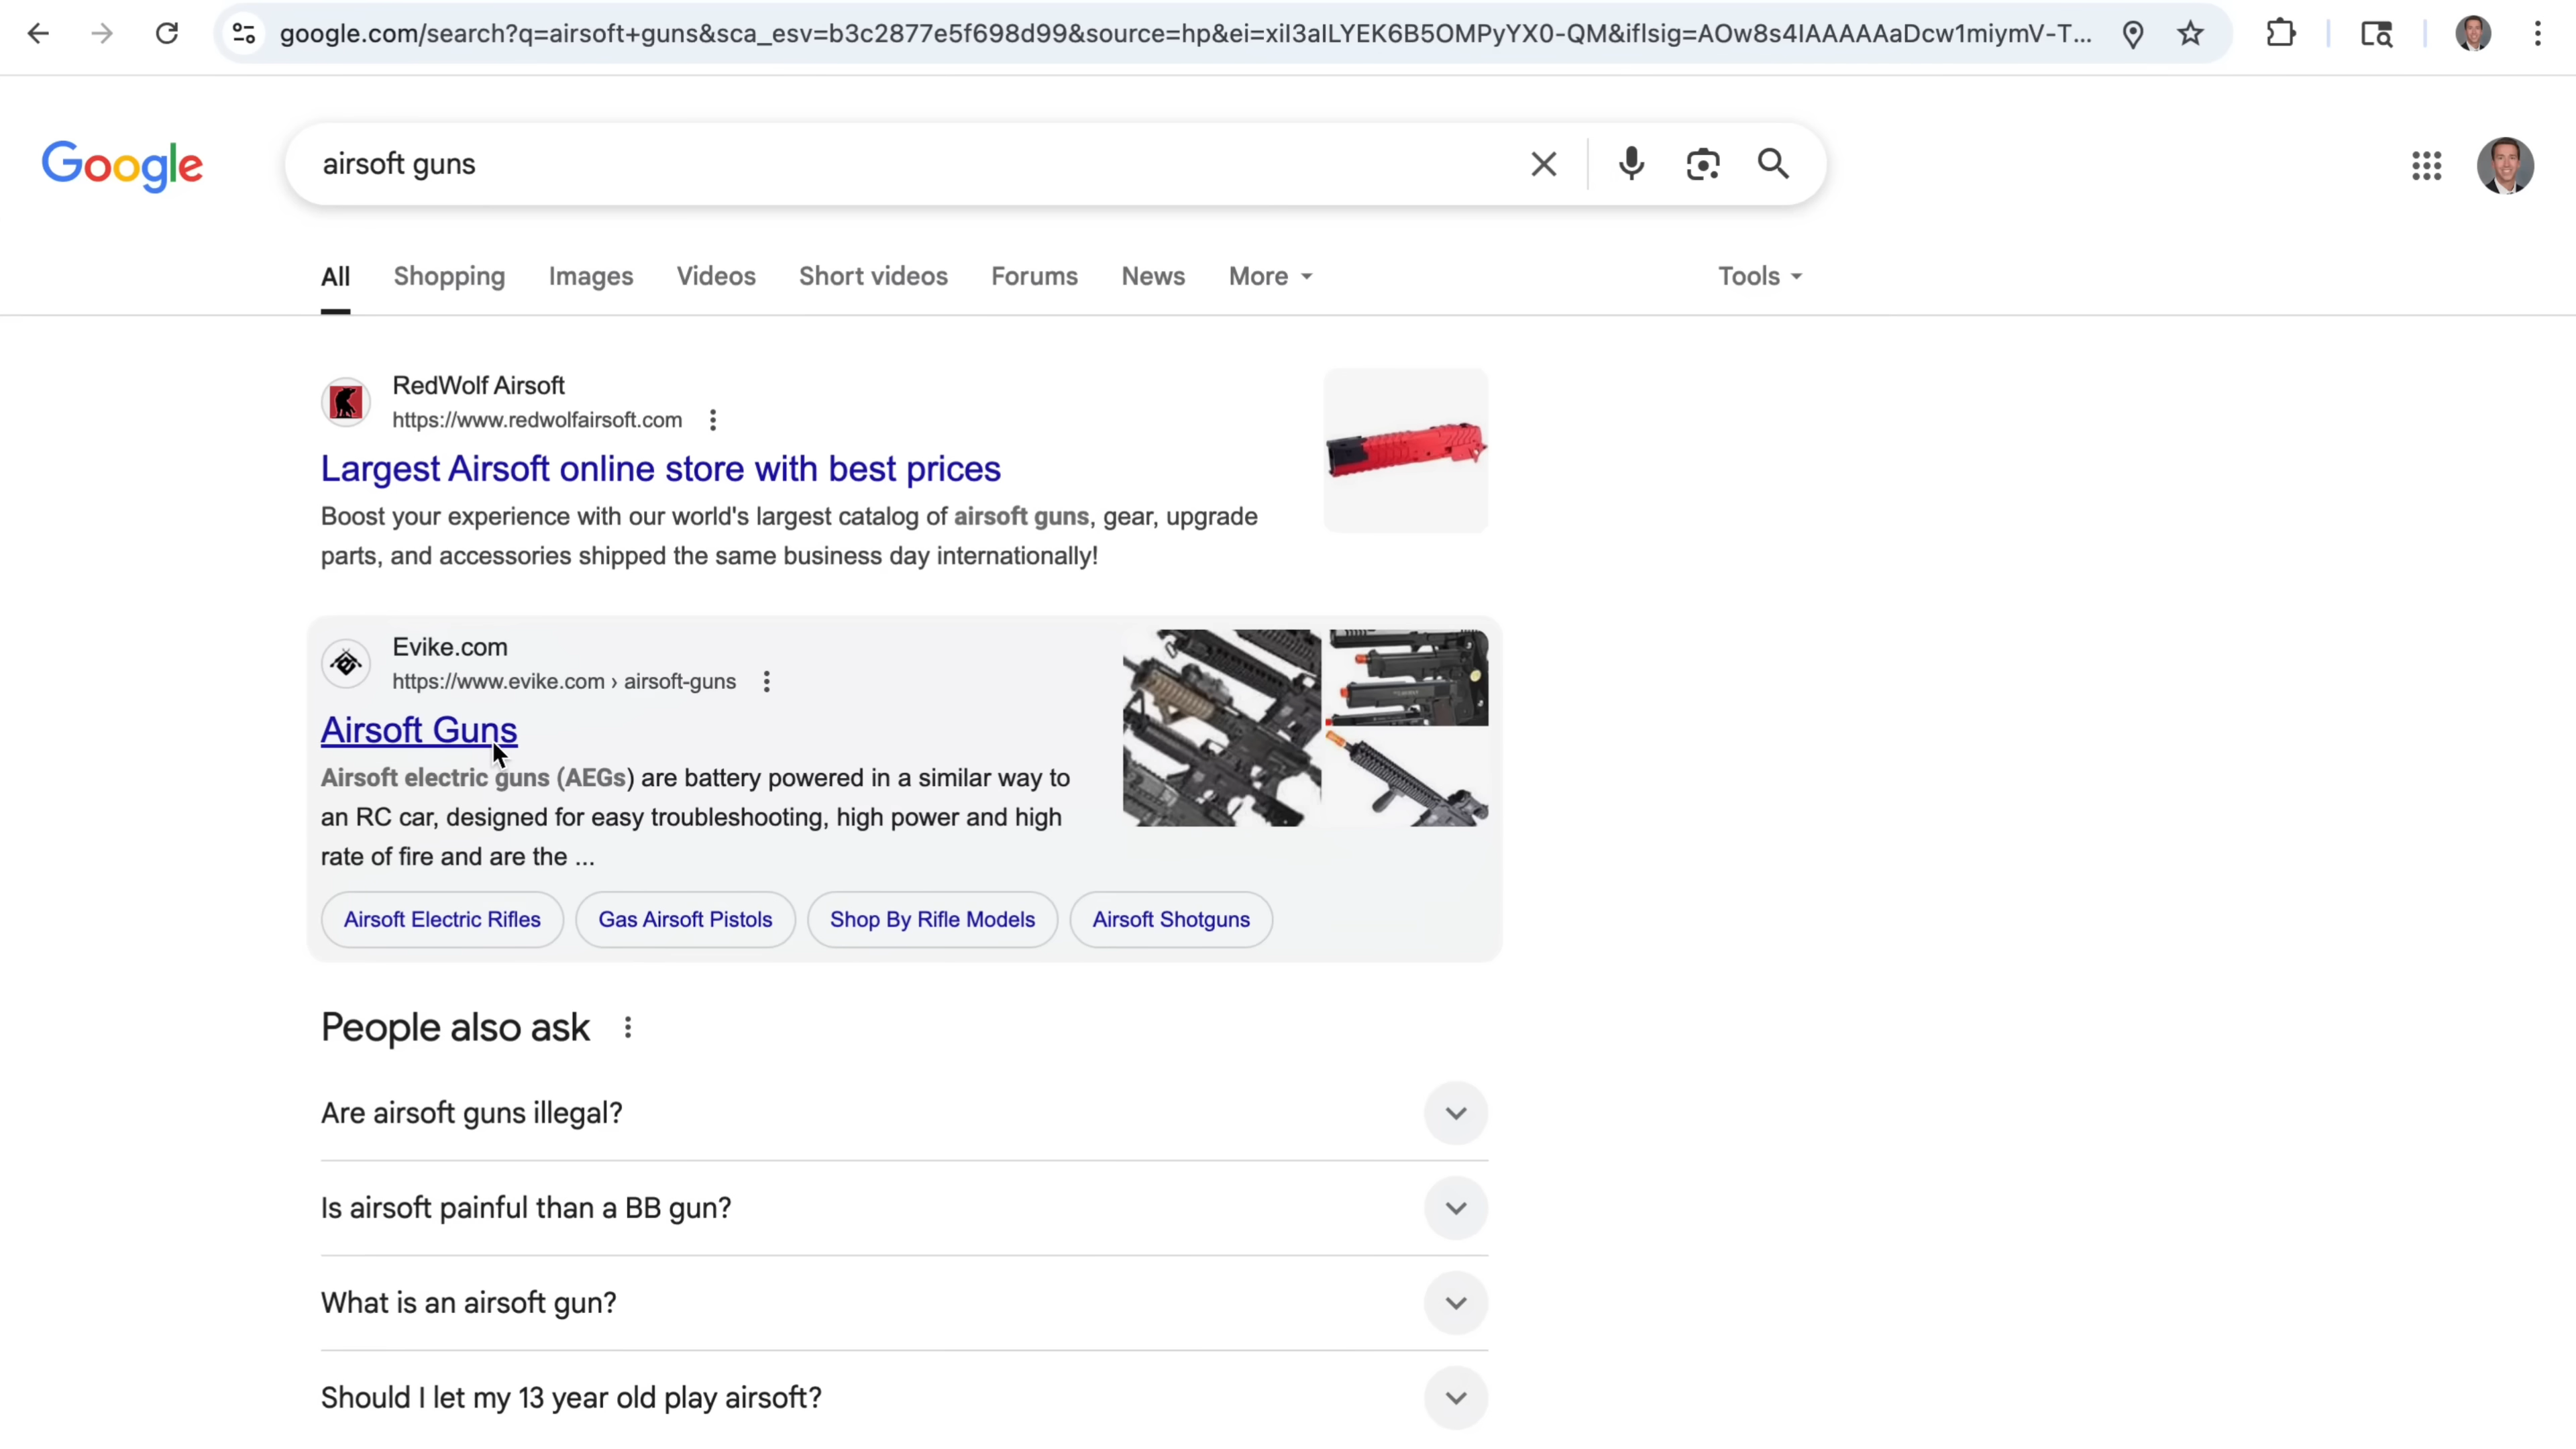 google.com/search?q=airsoft+guns&sca_esv=b3c2877e5f698d99&source=hp&ei=xiI3aILYEK6B5OMPyYX0-QM&iflsig=AOw8s4IAAAAAaDcw1miymV-T...
Google
airsoft guns
All Shopping Images Videos Short videos Forums News More Tools
RedWolf Airsoft
https://www.redwolfairsoft.com
Largest Airsoft online store with best prices
Boost your experience with our world's largest catalog of airsoft guns, gear, upgrade
parts, and accessories shipped the same business day internationally!
Evike.com
https://www.evike.com › airsoft-guns
Airsoft Guns
Airsoft electric guns (AEGs) are battery powered in a similar way to
an RC car, designed for easy troubleshooting, high power and high
rate of fire and are the ...
Airsoft Electric Rifles Gas Airsoft Pistols Shop By Rifle Models Airsoft Shotguns
People also ask
Are airsoft guns illegal?
Is airsoft painful than a BB gun?
What is an airsoft gun?
Should I let my 13 year old play airsoft?